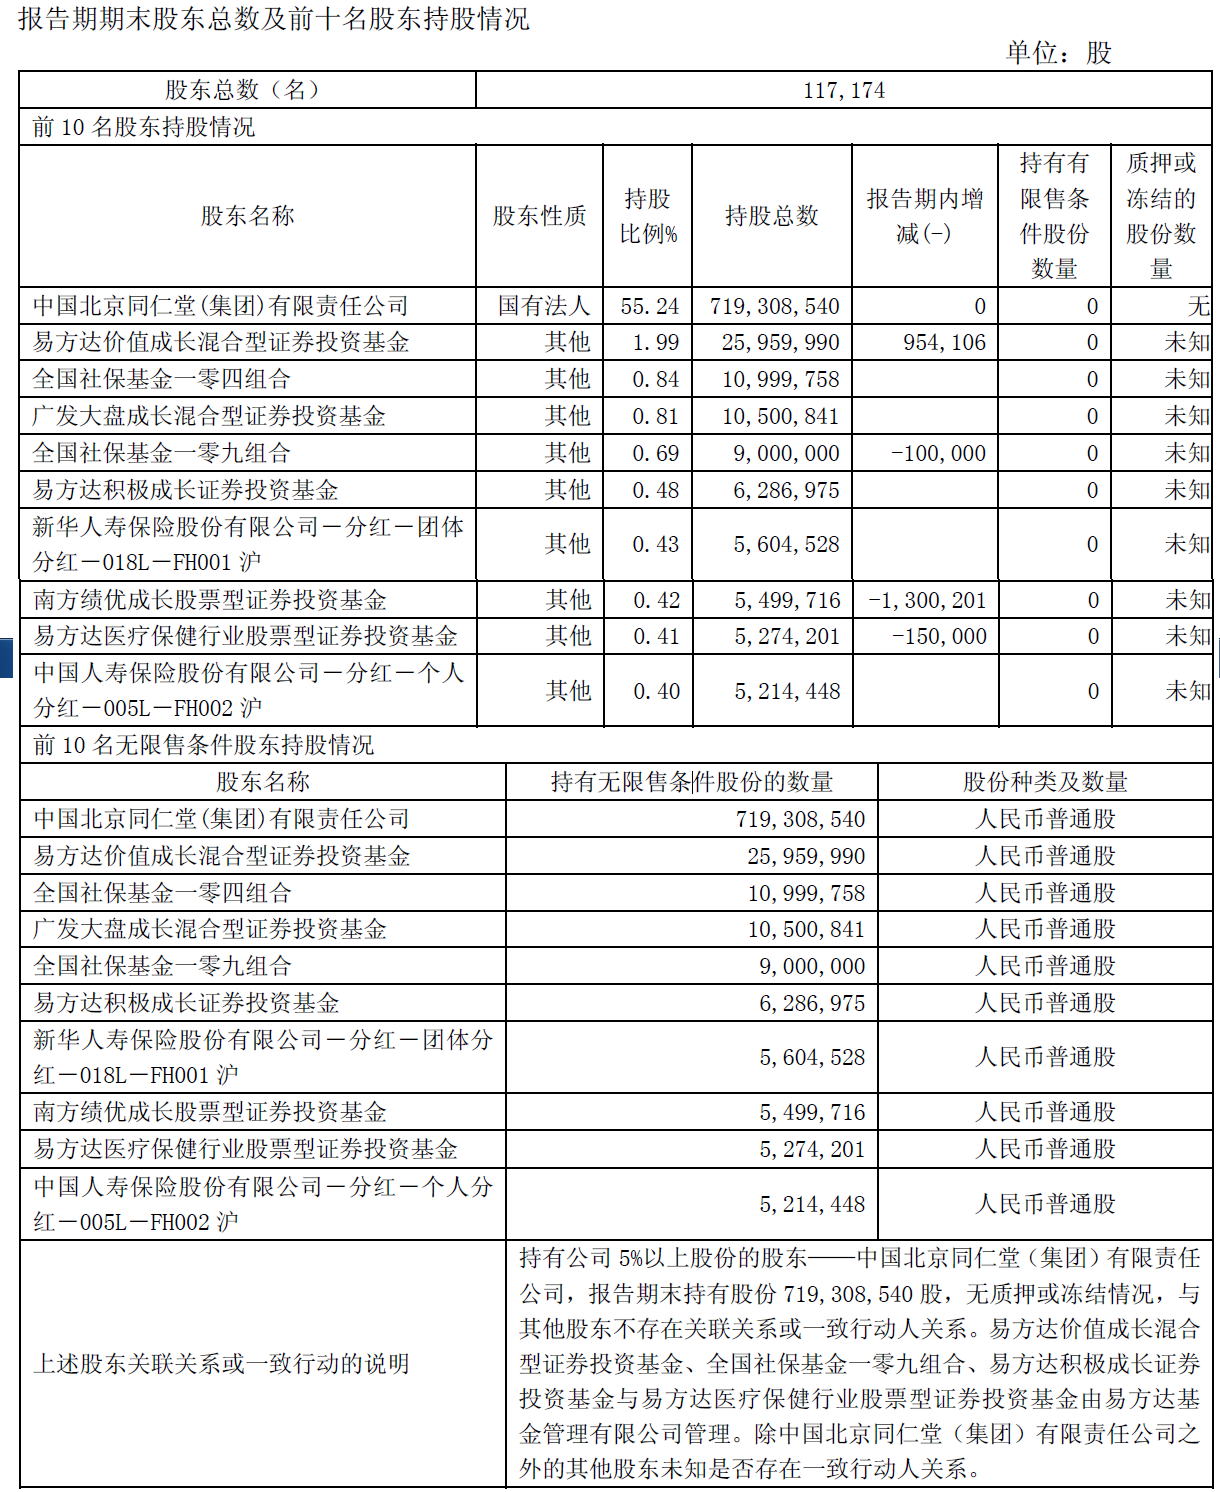 报告期期末股东总数及前十名股东持股情况
单位：股
股东总数（名） 117,174
前 10 名股东持股情况
股东名称 股东性质 持股比例% 持股总数 报告期内增减(-) 持有有限售条件股份数量 质押或冻结的股份数量
中国北京同仁堂(集团)有限责任公司 国有法人 55.24 719,308,540 0 0 无
易方达价值成长混合型证券投资基金 其他 1.99 25,959,990 954,106 0 未知
全国社保基金一零四组合 其他 0.84 10,999,758 0 未知
广发大盘成长混合型证券投资基金 其他 0.81 10,500,841 0 未知
全国社保基金一零九组合 其他 0.69 9,000,000 -100,000 0 未知
易方达积极成长证券投资基金 其他 0.48 6,286,975 0 未知
新华人寿保险股份有限公司－分红－团体
分红－018L－FH001 沪 其他 0.43 5,604,528 0 未知
南方绩优成长股票型证券投资基金 其他 0.42 5,499,716 -1,300,201 0 未知
易方达医疗保健行业股票型证券投资基金 其他 0.41 5,274,201 -150,000 0 未知
中国人寿保险股份有限公司－分红－个人
分红－005L－FH002 沪 其他 0.40 5,214,448 0 未知
前 10 名无限售条件股东持股情况
股东名称 持有无限售条件股份的数量 股份种类及数量
中国北京同仁堂(集团)有限责任公司 719,308,540 人民币普通股
易方达价值成长混合型证券投资基金 25,959,990 人民币普通股
全国社保基金一零四组合 10,999,758 人民币普通股
广发大盘成长混合型证券投资基金 10,500,841 人民币普通股
全国社保基金一零九组合 9,000,000 人民币普通股
易方达积极成长证券投资基金 6,286,975 人民币普通股
新华人寿保险股份有限公司－分红－团体分
红－018L－FH001 沪 5,604,528 人民币普通股
南方绩优成长股票型证券投资基金 5,499,716 人民币普通股
易方达医疗保健行业股票型证券投资基金 5,274,201 人民币普通股
中国人寿保险股份有限公司－分红－个人分
红－005L－FH002 沪 5,214,448 人民币普通股
上述股东关联关系或一致行动的说明
持有公司 5%以上股份的股东——中国北京同仁堂（集团）有限责任
公司，报告期末持有股份 719,308,540 股，无质押或冻结情况，与
其他股东不存在关联关系或一致行动人关系。易方达价值成长混合
型证券投资基金、全国社保基金一零九组合、易方达积极成长证券
投资基金与易方达医疗保健行业股票型证券投资基金由易方达基
金管理有限公司管理。除中国北京同仁堂（集团）有限责任公司之
外的其他股东未知是否存在一致行动人关系。